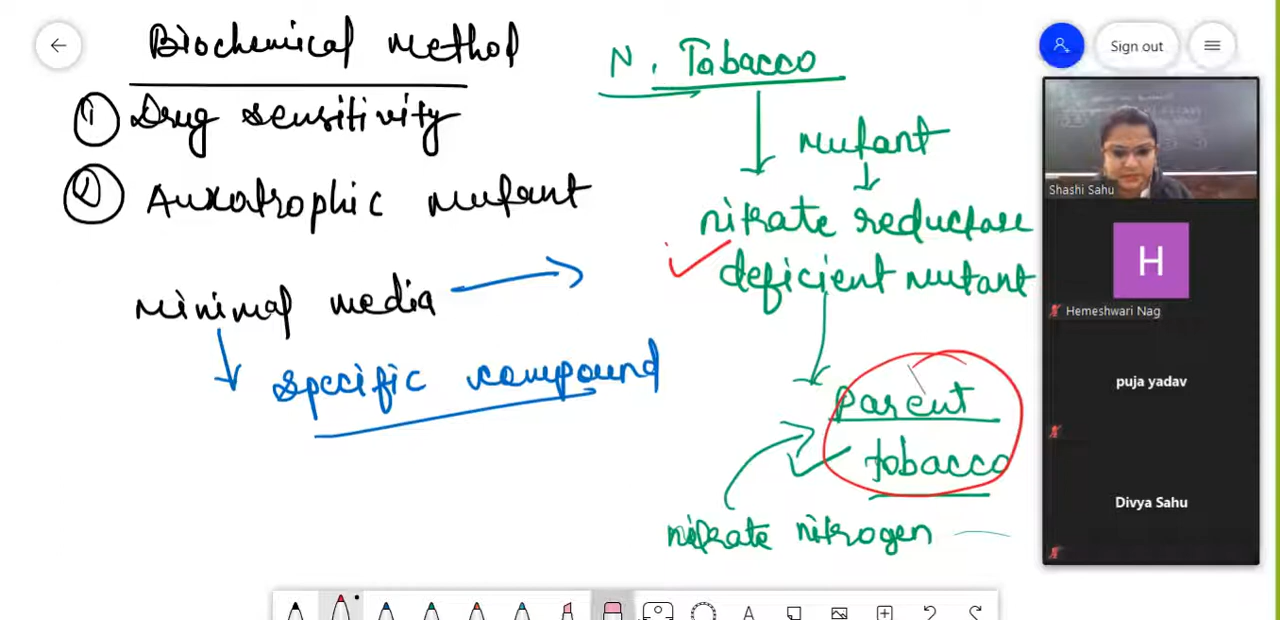 Biochemical Method
① Drug sensitivity
② Auxotrophic mutant
Minimal media
specific compound
N. Tobacco
Mutant
nitrate reductase
deficient Mutant
Parent
tobacco
nitrate nitrogen
Sign out
Shashi Sahu
H
Hemeshwari Nag
puja yadav
Divya Sahu
A